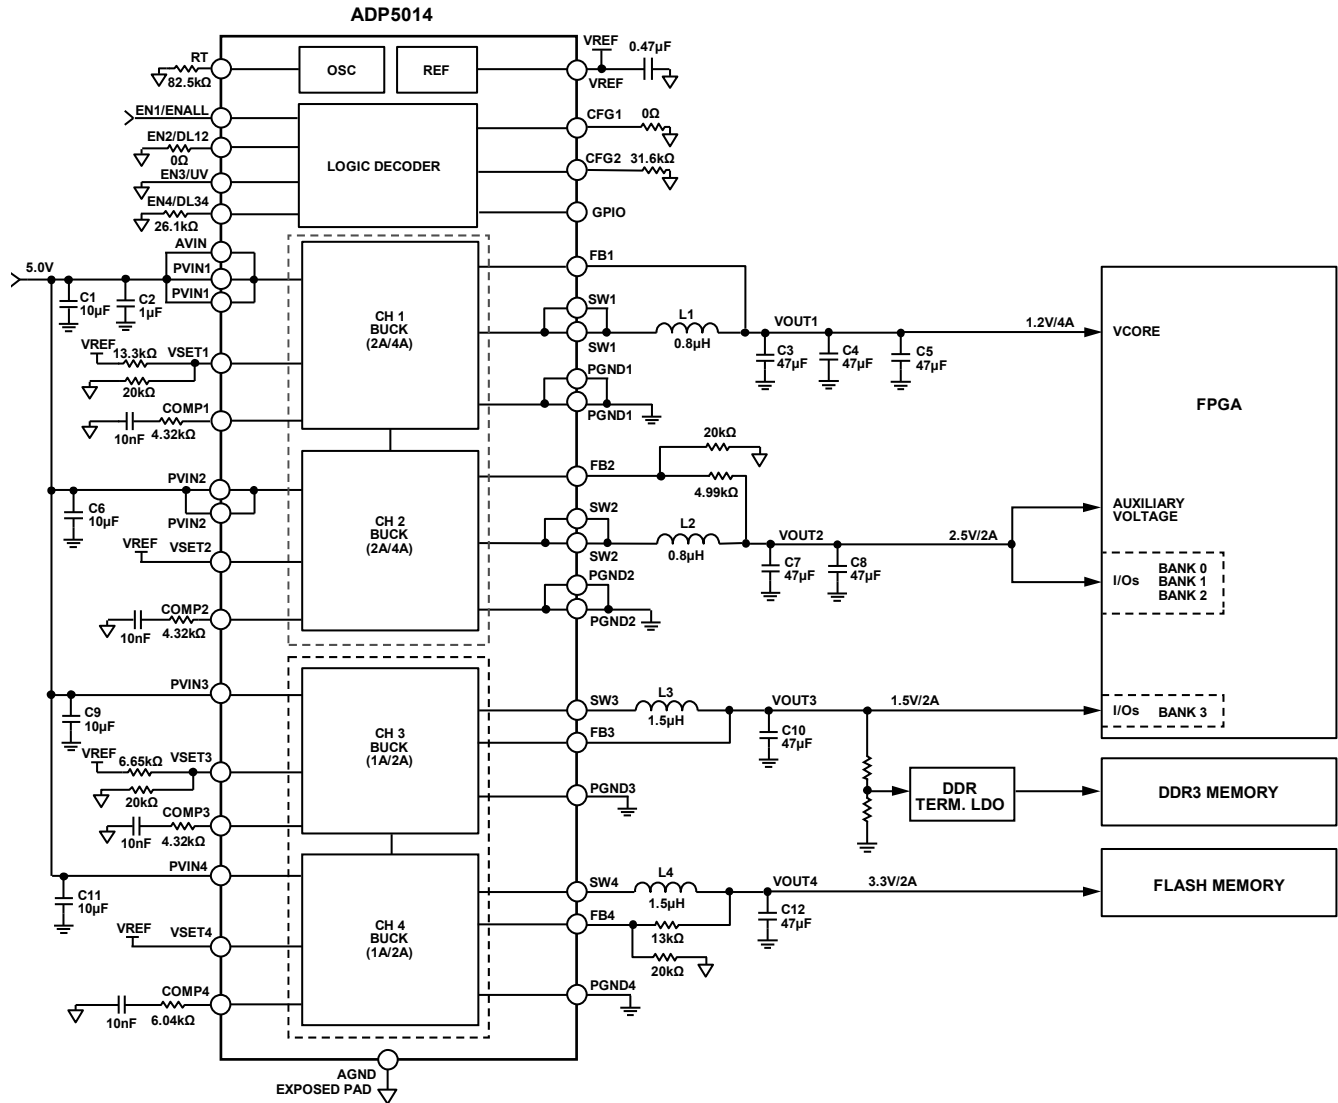 ADP5014
RT
82.5kΩ
OSC
REF
VREF
0.47µF
VREF
EN1/ENALL
EN2/DL12
0Ω
EN3/UV
EN4/DL34
26.1kΩ
LOGIC DECODER
CFG1
0Ω
CFG2
31.6kΩ
GPIO
5.0V
AVIN
PVIN1
PVIN1
C1
10µF
C2
1µF
VREF
13.3kΩ
VSET1
20kΩ
COMP1
10nF
4.32kΩ
CH 1
BUCK
(2A/4A)
FB1
SW1
SW1
L1
0.8µH
VOUT1
1.2V/4A
C3
47µF
C4
47µF
C5
47µF
PGND1
PGND1
VCORE
FPGA
PVIN2
PVIN2
C6
10µF
VREF
VSET2
COMP2
10nF
4.32kΩ
CH 2
BUCK
(2A/4A)
FB2
20kΩ
4.99kΩ
SW2
SW2
L2
0.8µH
VOUT2
2.5V/2A
C7
47µF
C8
47µF
PGND2
PGND2
AUXILIARY
VOLTAGE
I/Os
BANK 0
BANK 1
BANK 2
PVIN3
C9
10µF
VREF
6.65kΩ
VSET3
20kΩ
COMP3
10nF
4.32kΩ
CH 3
BUCK
(1A/2A)
SW3
L3
1.5µH
VOUT3
1.5V/2A
FB3
C10
47µF
PGND3
I/Os
BANK 3
DDR
TERM. LDO
DDR3 MEMORY
PVIN4
C11
10µF
VREF
VSET4
COMP4
10nF
6.04kΩ
CH 4
BUCK
(1A/2A)
SW4
L4
1.5µH
VOUT4
3.3V/2A
FB4
13kΩ
20kΩ
C12
47µF
PGND4
FLASH MEMORY
AGND
EXPOSED PAD